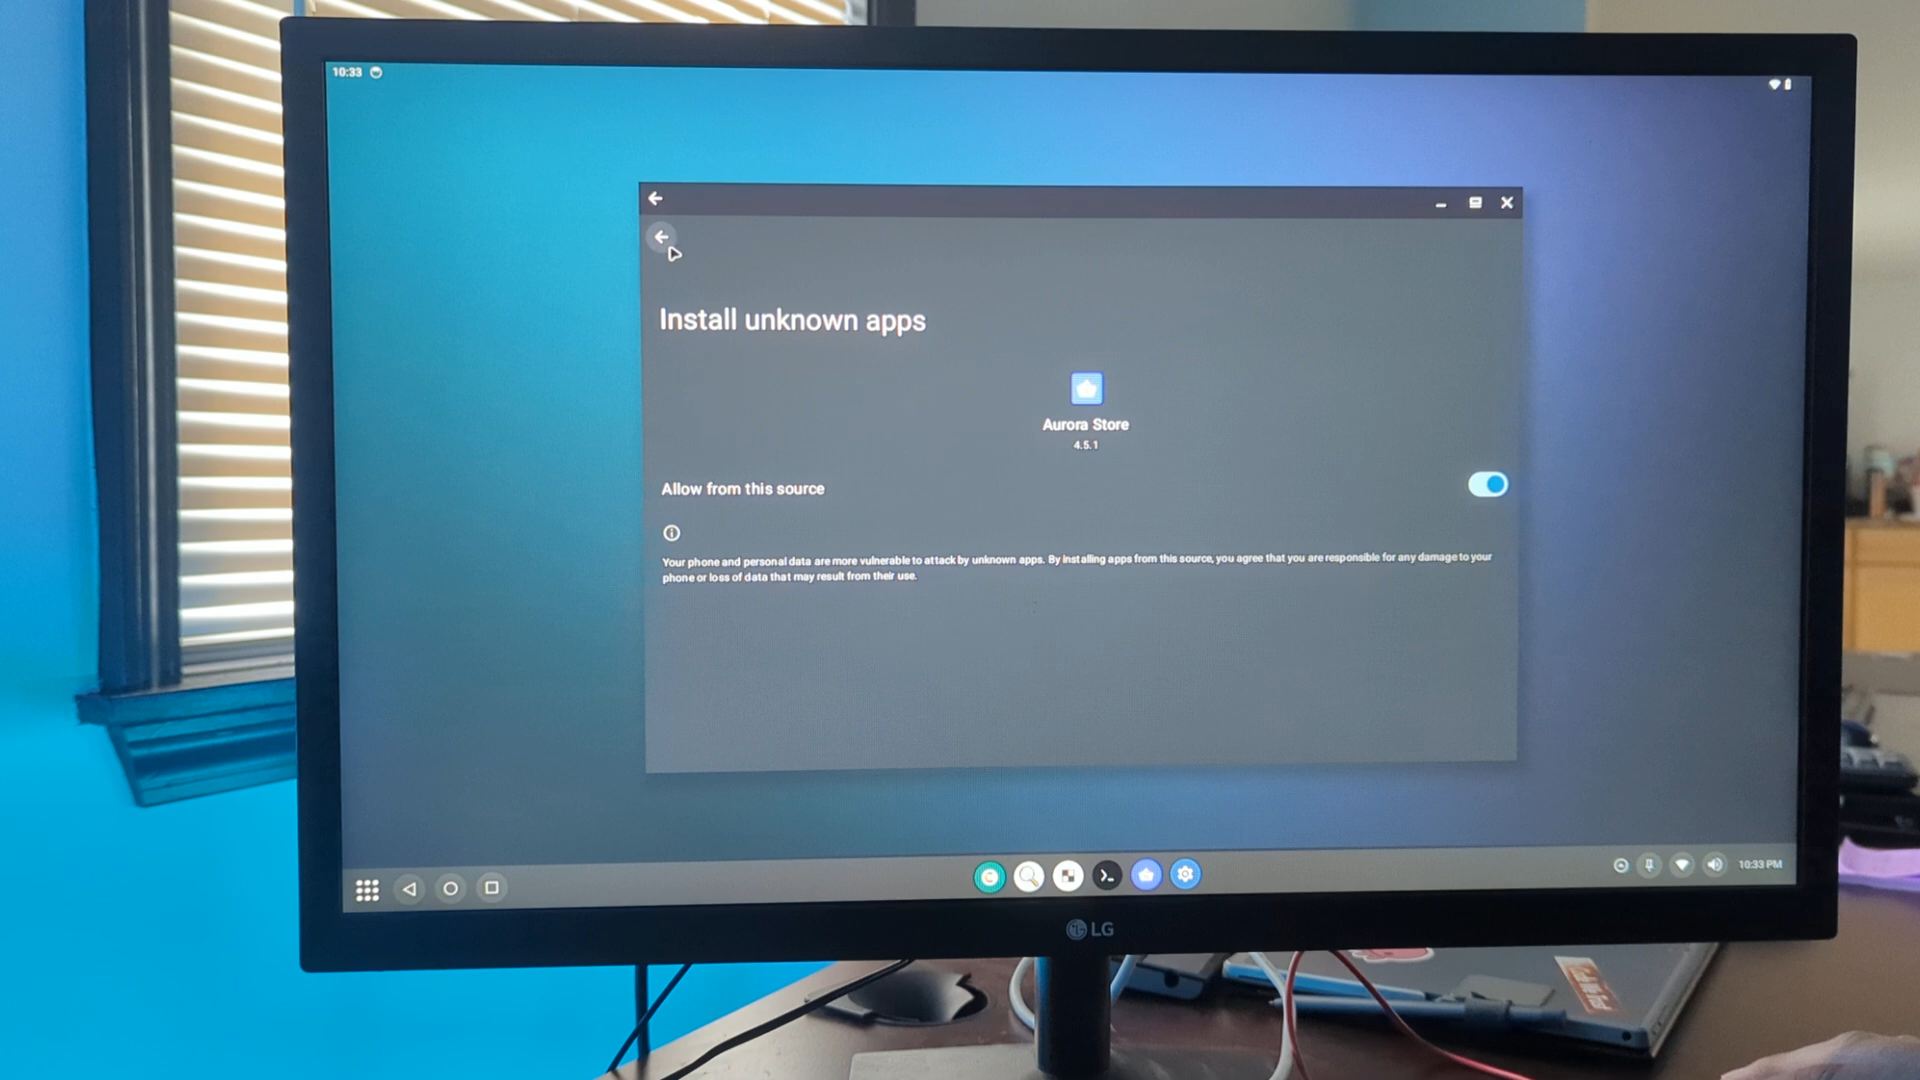 10:33
Install unknown apps
Aurora Store
4.5.1
Allow from this source
Your phone and personal data are more vulnerable to attack by unknown apps. By installing apps from this source, you agree that you are responsible for any damage to your
phone or loss of data that may result from their use.
10:33 PM
LG